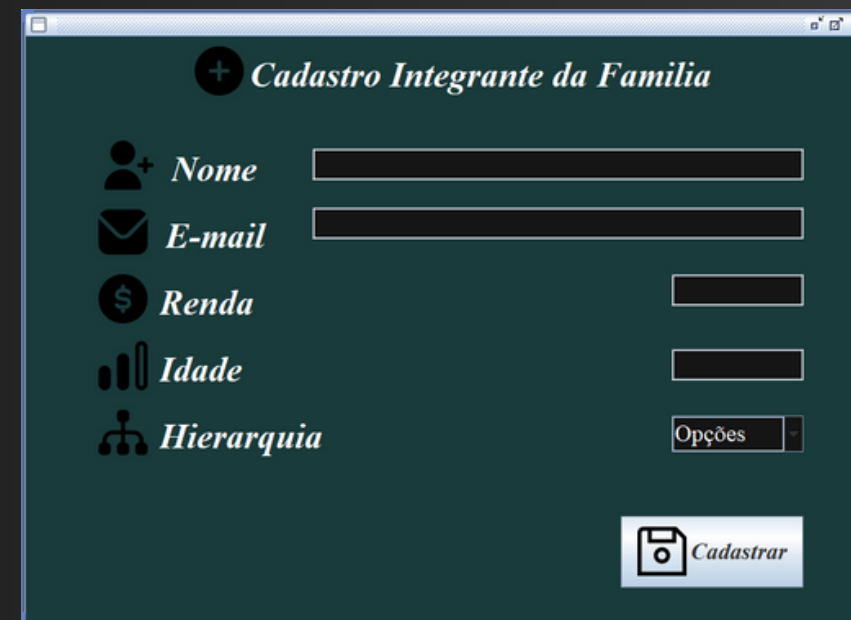 Cadastro Integrante da Familia
Nome
E-mail
Renda
Idade
Hierarquia
Opções
Cadastrar